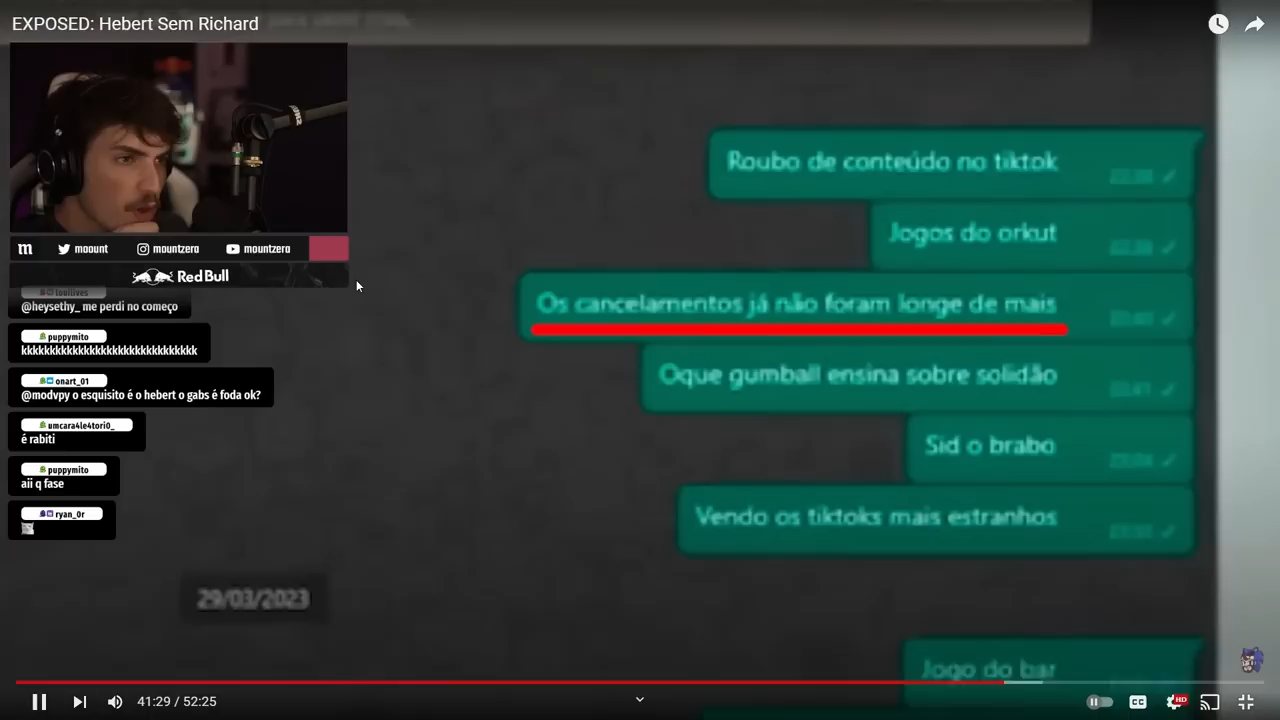 EXPOSED: Hebert Sem Richard
m moount mountzera mountzera
Red Bull
@heysethy_ me perdi no começo
puppymito
kkkkkkkkkkkkkkkkkkkkkkkkkkkkkk
onart_01
@modvpy o esquisito é o hebert o gabs é foda ok?
umcara4le4tori0_
é rabiti
puppymito
aii q fase
ryan_0r
Roubo de conteúdo no tiktok
Jogos do orkut
Os cancelamentos já não foram longe de mais
Oque gumball ensina sobre solidão
Sid o brabo
Vendo os tiktoks mais estranhos
29/03/2023
Jogo do bar
41:29 / 52:25
CC
HD